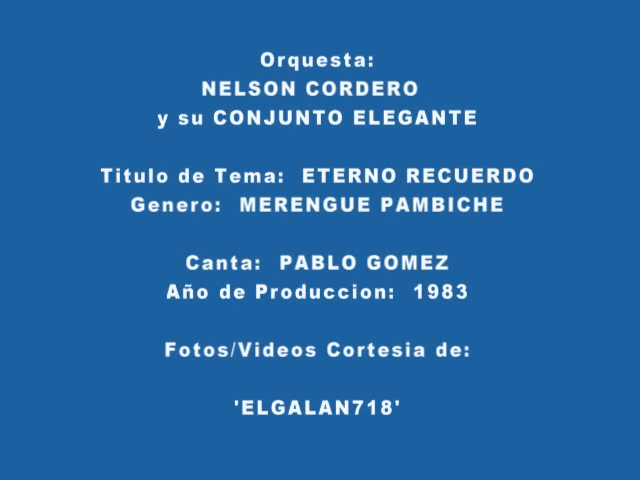 Orquesta:
NELSON CORDERO
y su CONJUNTO ELEGANTE
Titulo de Tema: ETERNO RECUERDO
Genero: MERENGUE PAMBICHE
Canta: PABLO GOMEZ
Año de Produccion: 1983
Fotos/Videos Cortesia de:
'ELGALAN718'